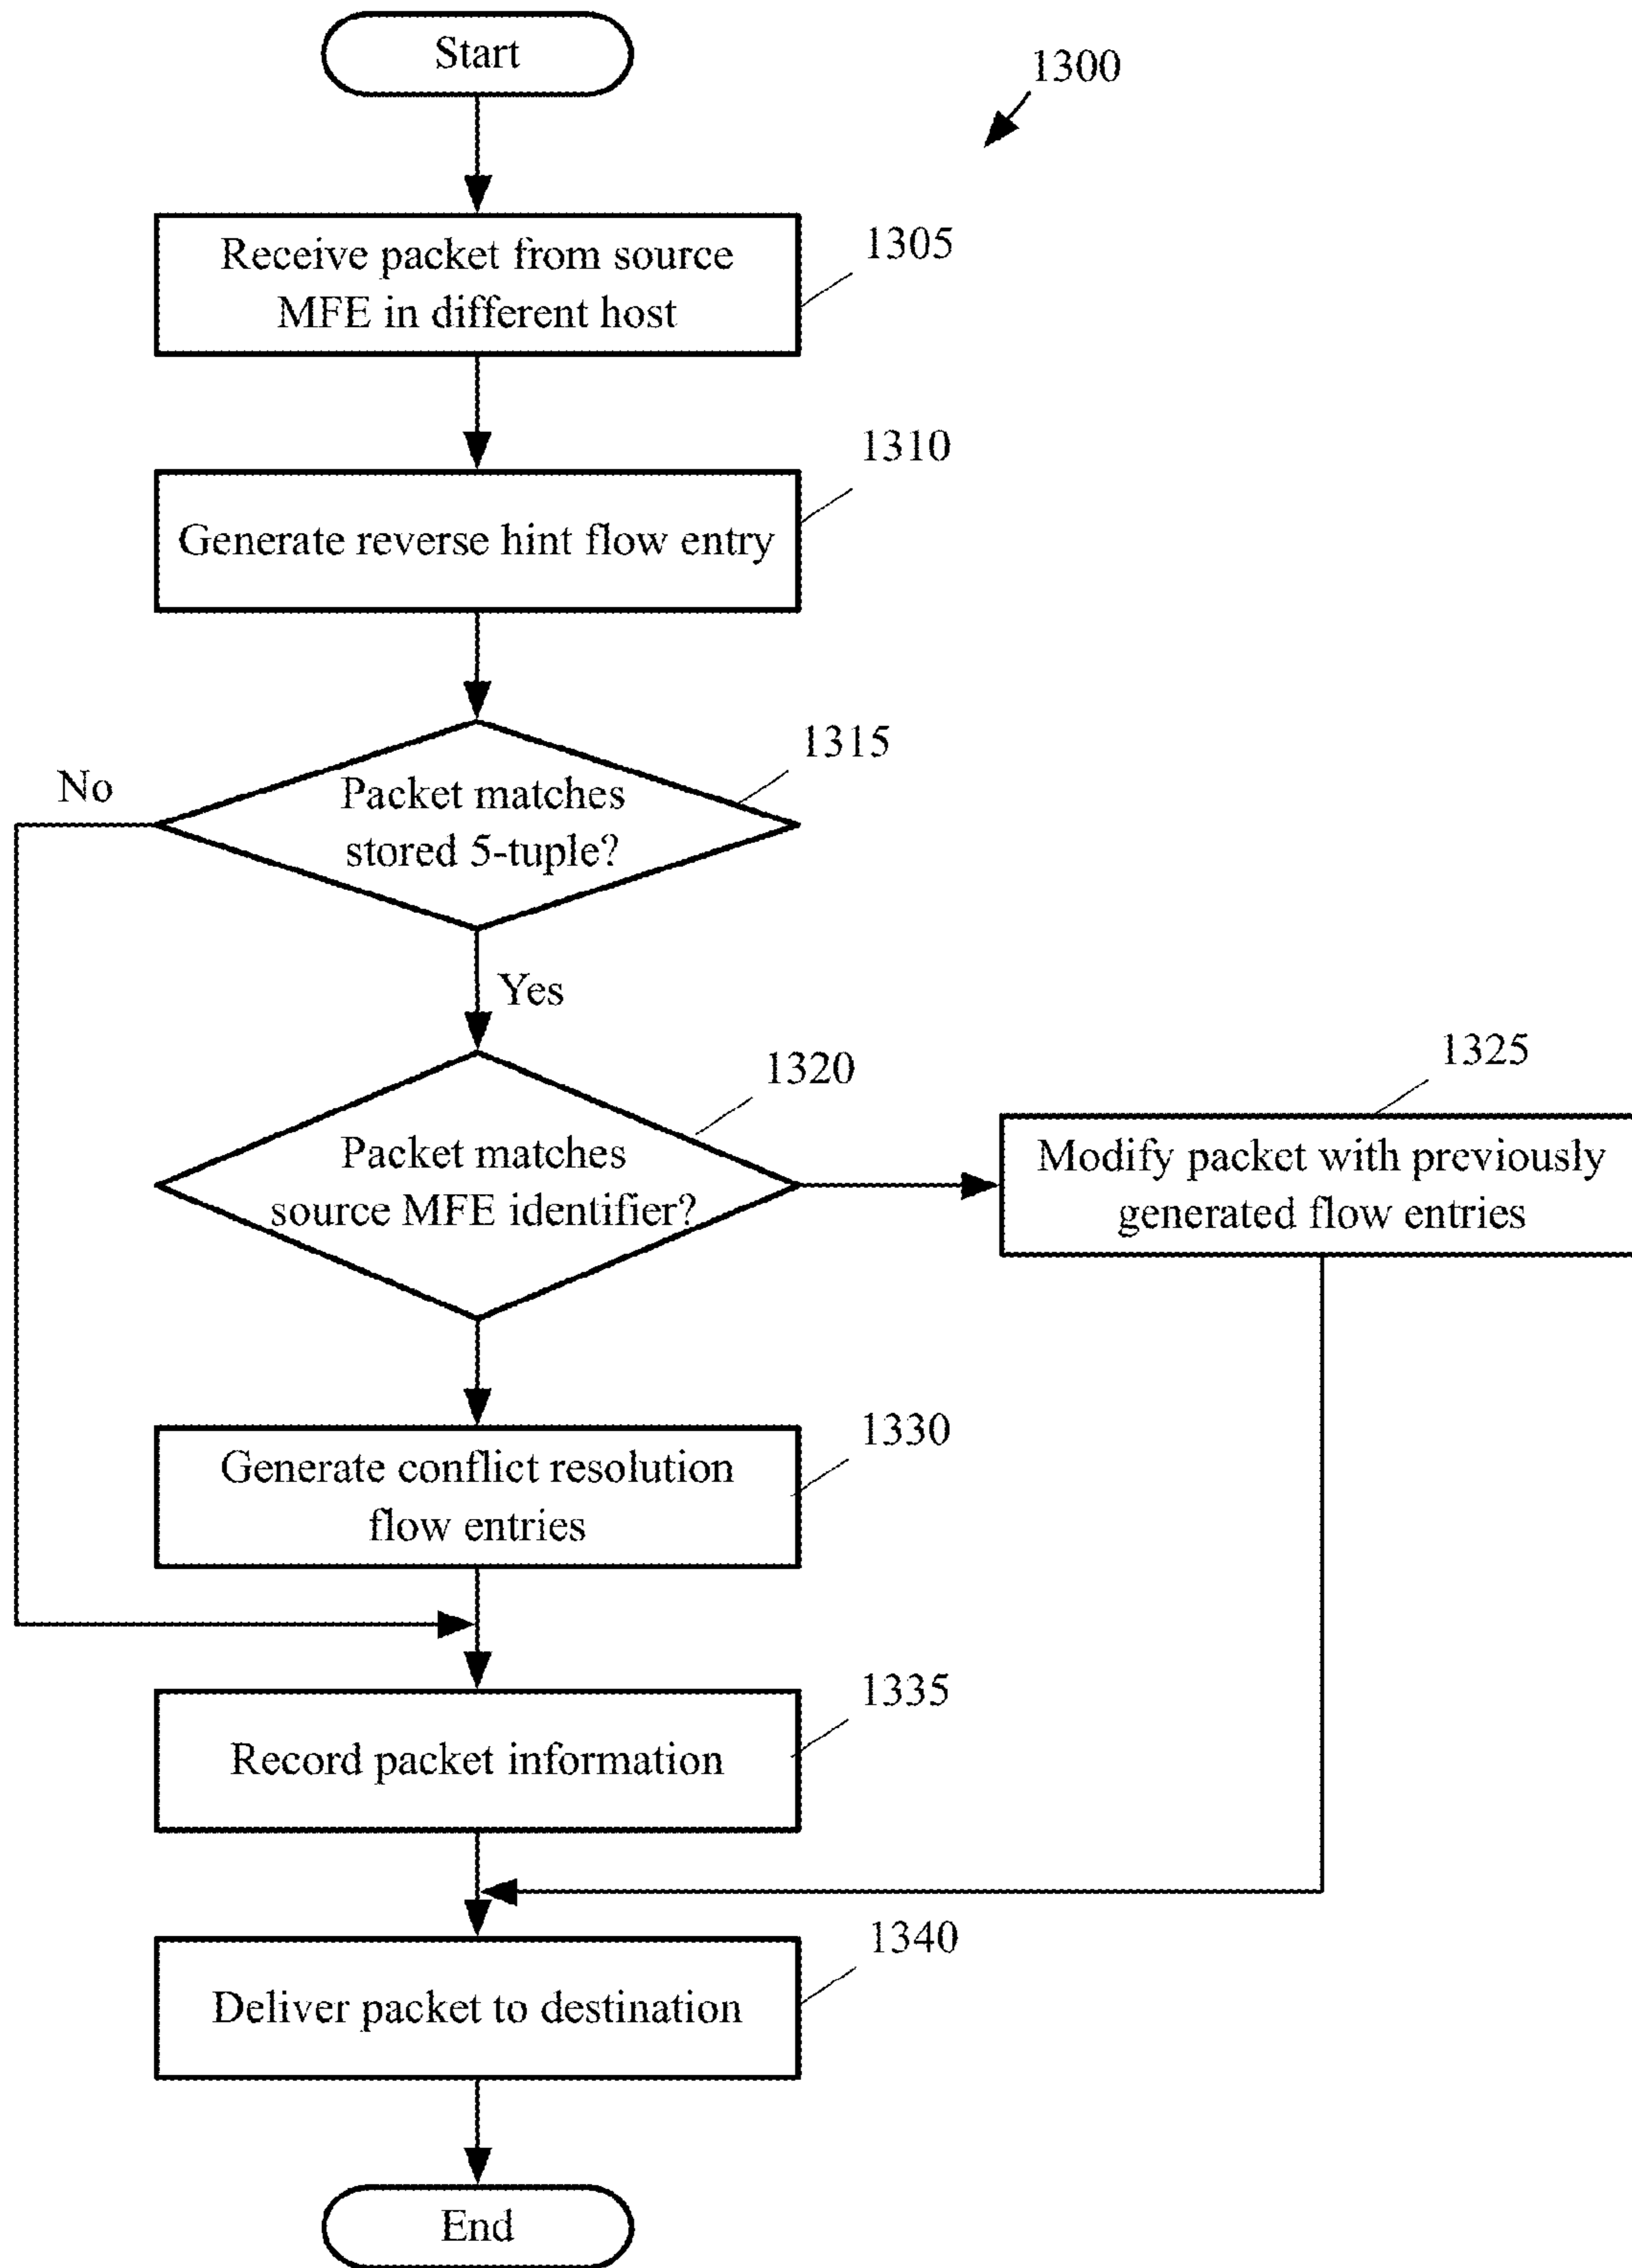 Start
1300
Receive packet from source
MFE in different host
1305
Generate reverse hint flow entry
1310
Packet matches
stored 5-tuple?
1315
No
Yes
Packet matches
source MFE identifier?
1320
Modify packet with previously
generated flow entries
1325
Generate conflict resolution
flow entries
1330
Record packet information
1335
Deliver packet to destination
1340
End